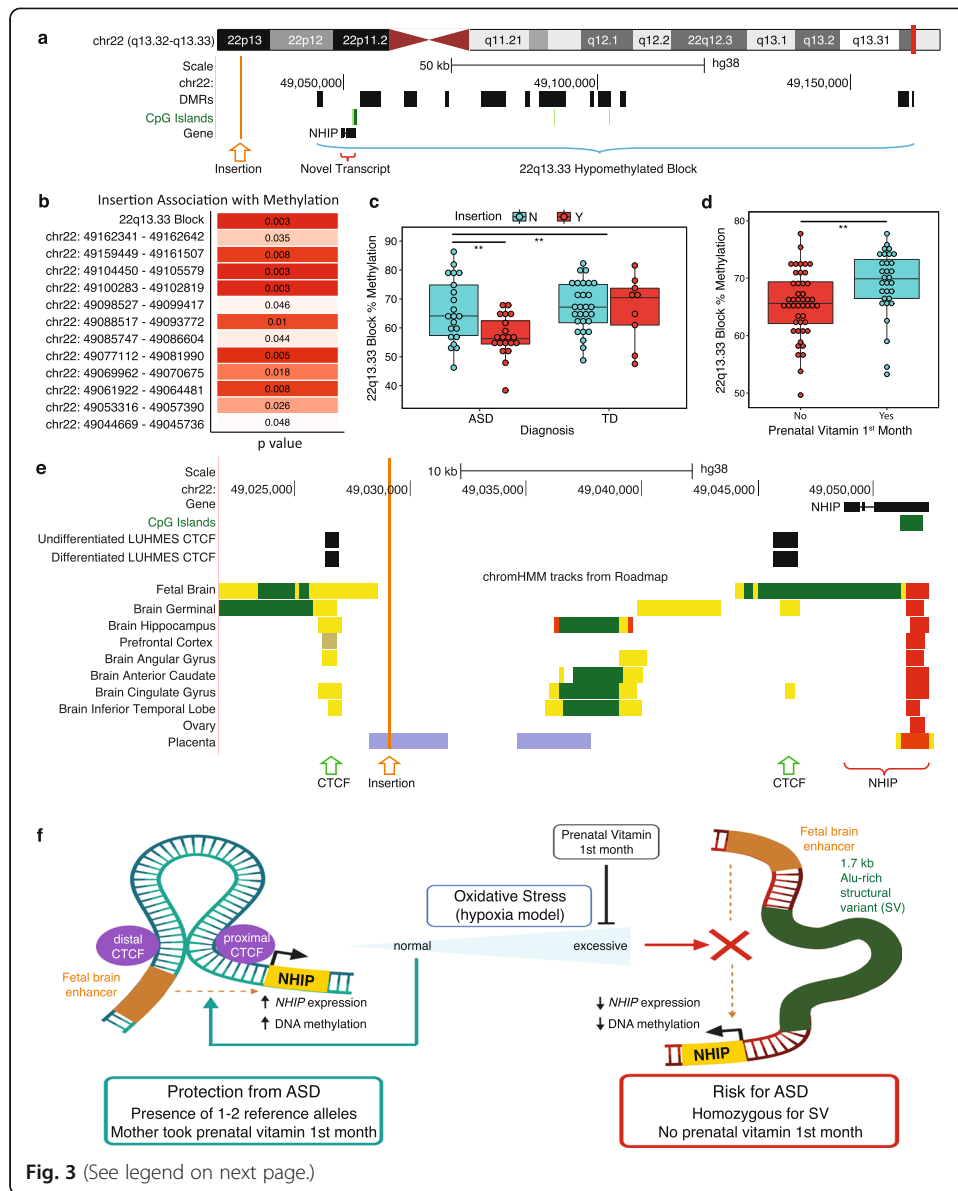 a
chr22 (q13.32-q13.33) 22p13 22p12 22p11.2 q11.21 q12.1 q12.2 22q12.3 q13.1 q13.2 q13.31
Scale 50 kb hg38
chr22: 49,050,000 49,100,000 49,150,000
DMRs
CpG Islands
Gene NHIP
Insertion Novel Transcript 22q13.33 Hypomethylated Block
b
Insertion Association with Methylation
22q13.33 Block 0.003
chr22: 49162341 - 49162642 0.035
chr22: 49159449 - 49161507 0.008
chr22: 49104450 - 49105579 0.003
chr22: 49100283 - 49102819 0.003
chr22: 49098527 - 49099417 0.046
chr22: 49088517 - 49093772 0.01
chr22: 49085747 - 49086604 0.044
chr22: 49077112 - 49081990 0.005
chr22: 49069962 - 49070675 0.018
chr22: 49061922 - 49064481 0.008
chr22: 49053316 - 49057390 0.026
chr22: 49044669 - 49045736 0.048
p value
c
Insertion N Y
22q13.33 Block % Methylation
90
80
70
60
50
40
** **
ASD TD
Diagnosis
d
22q13.33 Block % Methylation
80
70
60
50
**
No Yes
Prenatal Vitamin 1st Month
e
Scale 10 kb hg38
chr22: 49,025,000 49,030,000 49,035,000 49,040,000 49,045,000 49,050,000
Gene NHIP
CpG Islands
Undifferentiated LUHMES CTCF
Differentiated LUHMES CTCF
chromHMM tracks from Roadmap
Fetal Brain
Brain Germinal
Brain Hippocampus
Prefrontal Cortex
Brain Angular Gyrus
Brain Anterior Caudate
Brain Cingulate Gyrus
Brain Inferior Temporal Lobe
Ovary
Placenta
CTCF Insertion CTCF NHIP
f
distal
CTCF
proximal
CTCF
Fetal brain
enhancer
NHIP
↑ NHIP expression
↑ DNA methylation
Prenatal Vitamin
1st month
Oxidative Stress
(hypoxia model)
normal excessive
Fetal brain
enhancer
1.7 kb
Alu-rich
structural
variant (SV)
↓ NHIP expression
↓ DNA methylation
NHIP
Protection from ASD
Presence of 1-2 reference alleles
Mother took prenatal vitamin 1st month
Risk for ASD
Homozygous for SV
No prenatal vitamin 1st month
Fig. 3 (See legend on next page.)